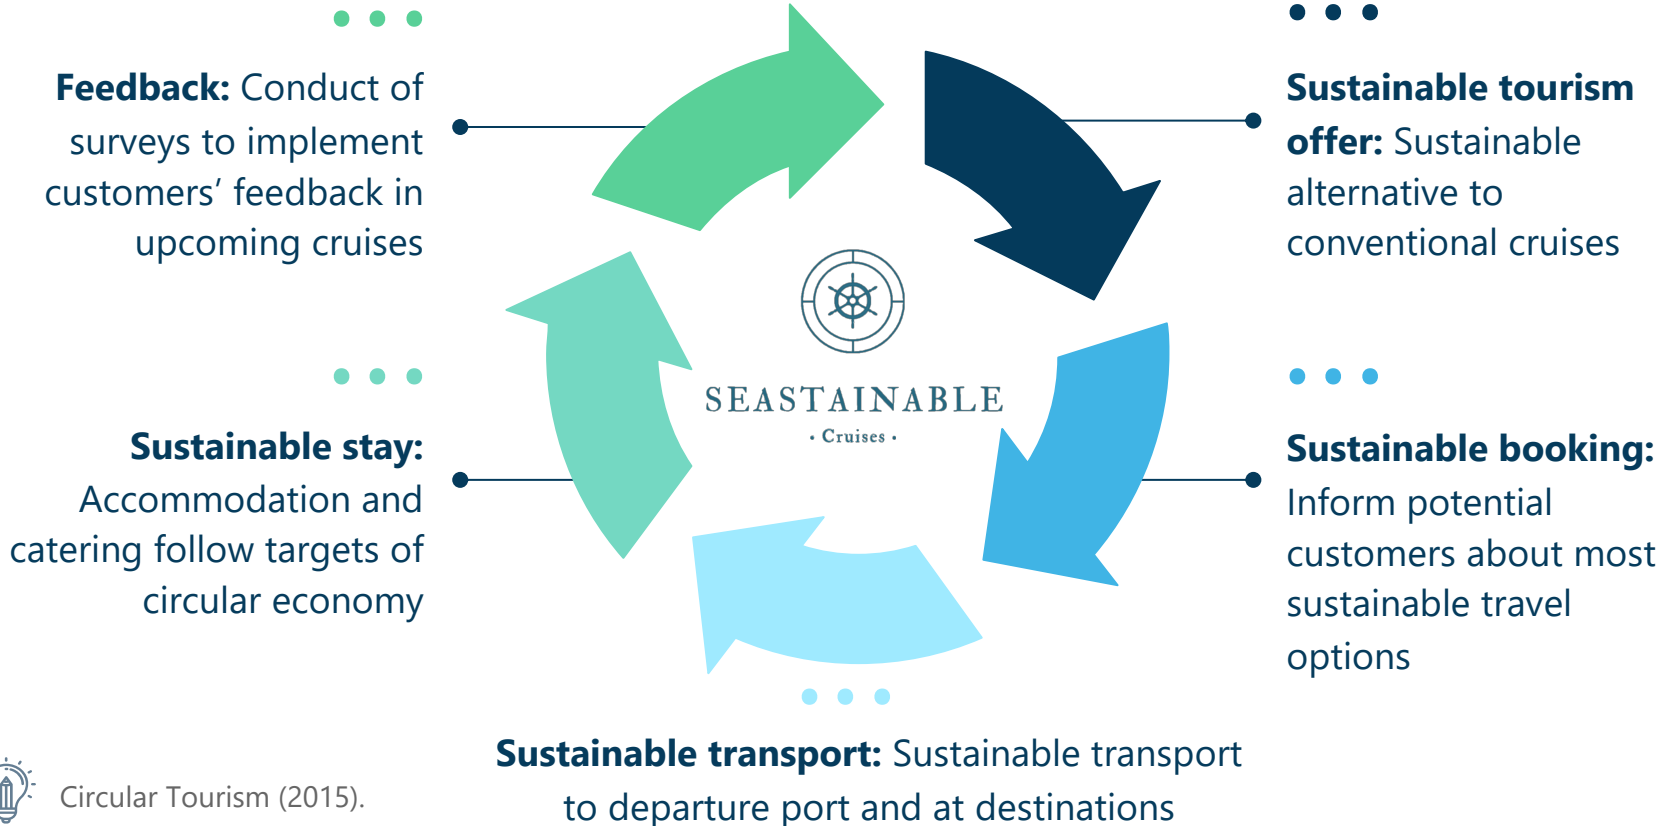 Feedback: Conduct of
surveys to implement
customers’ feedback in
upcoming cruises
Sustainable tourism
offer: Sustainable
alternative to
conventional cruises
SEASTAINABLE
· Cruises ·
Sustainable stay:
Accommodation and
catering follow targets of
circular economy
Sustainable booking:
Inform potential
customers about most
sustainable travel
options
Sustainable transport: Sustainable transport
to departure port and at destinations
Circular Tourism (2015).